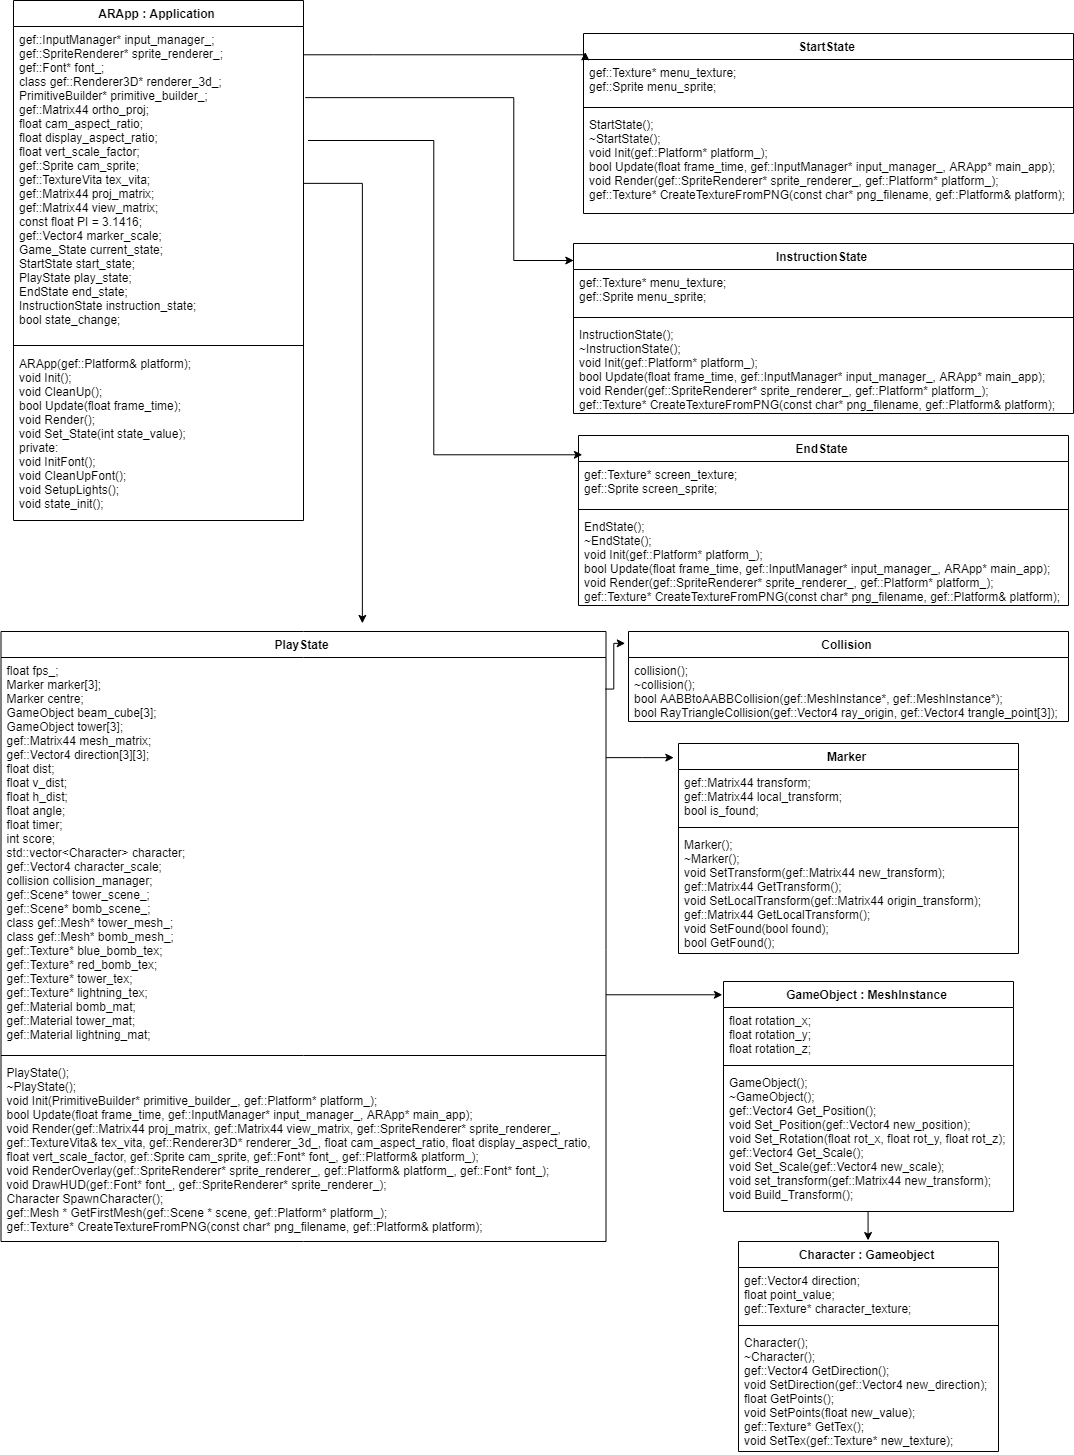 ARApp : Application
gef::InputManager* input_manager_;
gef::SpriteRenderer* sprite_renderer_;
gef::Font* font_;
class gef::Renderer3D* renderer_3d_;
PrimitiveBuilder* primitive_builder_;
gef::Matrix44 ortho_proj;
float cam_aspect_ratio;
float display_aspect_ratio;
float vert_scale_factor;
gef::Sprite cam_sprite;
gef::TextureVita tex_vita;
gef::Matrix44 proj_matrix;
gef::Matrix44 view_matrix;
const float PI = 3.1416;
gef::Vector4 marker_scale;
Game_State current_state;
StartState start_state;
PlayState play_state;
EndState end_state;
InstructionState instruction_state;
bool state_change;
ARApp(gef::Platform& platform);
void Init();
void CleanUp();
bool Update(float frame_time);
void Render();
void Set_State(int state_value);
private:
void InitFont();
void CleanUpFont();
void SetupLights();
void state_init();
StartState
gef::Texture* menu_texture;
gef::Sprite menu_sprite;
StartState();
~StartState();
void Init(gef::Platform* platform_);
bool Update(float frame_time, gef::InputManager* input_manager_, ARApp* main_app);
void Render(gef::SpriteRenderer* sprite_renderer_, gef::Platform* platform_);
gef::Texture* CreateTextureFromPNG(const char* png_filename, gef::Platform& platform);
InstructionState
gef::Texture* menu_texture;
gef::Sprite menu_sprite;
InstructionState();
~InstructionState();
void Init(gef::Platform* platform_);
bool Update(float frame_time, gef::InputManager* input_manager_, ARApp* main_app);
void Render(gef::SpriteRenderer* sprite_renderer_, gef::Platform* platform_);
gef::Texture* CreateTextureFromPNG(const char* png_filename, gef::Platform& platform);
EndState
gef::Texture* screen_texture;
gef::Sprite screen_sprite;
EndState();
~EndState();
void Init(gef::Platform* platform_);
bool Update(float frame_time, gef::InputManager* input_manager_, ARApp* main_app);
void Render(gef::SpriteRenderer* sprite_renderer_, gef::Platform* platform_);
gef::Texture* CreateTextureFromPNG(const char* png_filename, gef::Platform& platform);
PlayState
float fps_;
Marker marker[3];
Marker centre;
GameObject beam_cube[3];
GameObject tower[3];
gef::Matrix44 mesh_matrix;
gef::Vector4 direction[3][3];
float dist;
float v_dist;
float h_dist;
float angle;
float timer;
int score;
std::vector<Character> character;
gef::Vector4 character_scale;
collision collision_manager;
gef::Scene* tower_scene_;
gef::Scene* bomb_scene_;
class gef::Mesh* tower_mesh_;
class gef::Mesh* bomb_mesh_;
gef::Texture* blue_bomb_tex;
gef::Texture* red_bomb_tex;
gef::Texture* tower_tex;
gef::Texture* lightning_tex;
gef::Material bomb_mat;
gef::Material tower_mat;
gef::Material lightning_mat;
PlayState();
~PlayState();
void Init(PrimitiveBuilder* primitive_builder_, gef::Platform* platform_);
bool Update(float frame_time, gef::InputManager* input_manager_, ARApp* main_app);
void Render(gef::Matrix44 proj_matrix, gef::Matrix44 view_matrix, gef::SpriteRenderer* sprite_renderer_,
gef::TextureVita& tex_vita, gef::Renderer3D* renderer_3d_, float cam_aspect_ratio, float display_aspect_ratio,
float vert_scale_factor, gef::Sprite cam_sprite, gef::Font* font_, gef::Platform& platform_);
void RenderOverlay(gef::SpriteRenderer* sprite_renderer_, gef::Platform& platform_, gef::Font* font_);
void DrawHUD(gef::Font* font_, gef::SpriteRenderer* sprite_renderer_);
Character SpawnCharacter();
gef::Mesh * GetFirstMesh(gef::Scene * scene, gef::Platform* platform_);
gef::Texture* CreateTextureFromPNG(const char* png_filename, gef::Platform& platform);
Collision
collision();
~collision();
bool AABBtoAABBCollision(gef::MeshInstance*, gef::MeshInstance*);
bool RayTriangleCollision(gef::Vector4 ray_origin, gef::Vector4 trangle_point[3]);
Marker
gef::Matrix44 transform;
gef::Matrix44 local_transform;
bool is_found;
Marker();
~Marker();
void SetTransform(gef::Matrix44 new_transform);
gef::Matrix44 GetTransform();
void SetLocalTransform(gef::Matrix44 origin_transform);
gef::Matrix44 GetLocalTransform();
void SetFound(bool found);
bool GetFound();
GameObject : MeshInstance
float rotation_x;
float rotation_y;
float rotation_z;
GameObject();
~GameObject();
gef::Vector4 Get_Position();
void Set_Position(gef::Vector4 new_position);
void Set_Rotation(float rot_x, float rot_y, float rot_z);
gef::Vector4 Get_Scale();
void Set_Scale(gef::Vector4 new_scale);
void set_transform(gef::Matrix44 new_transform);
void Build_Transform();
Character : Gameobject
gef::Vector4 direction;
float point_value;
gef::Texture* character_texture;
Character();
~Character();
gef::Vector4 GetDirection();
void SetDirection(gef::Vector4 new_direction);
float GetPoints();
void SetPoints(float new_value);
gef::Texture* GetTex();
void SetTex(gef::Texture* new_texture);